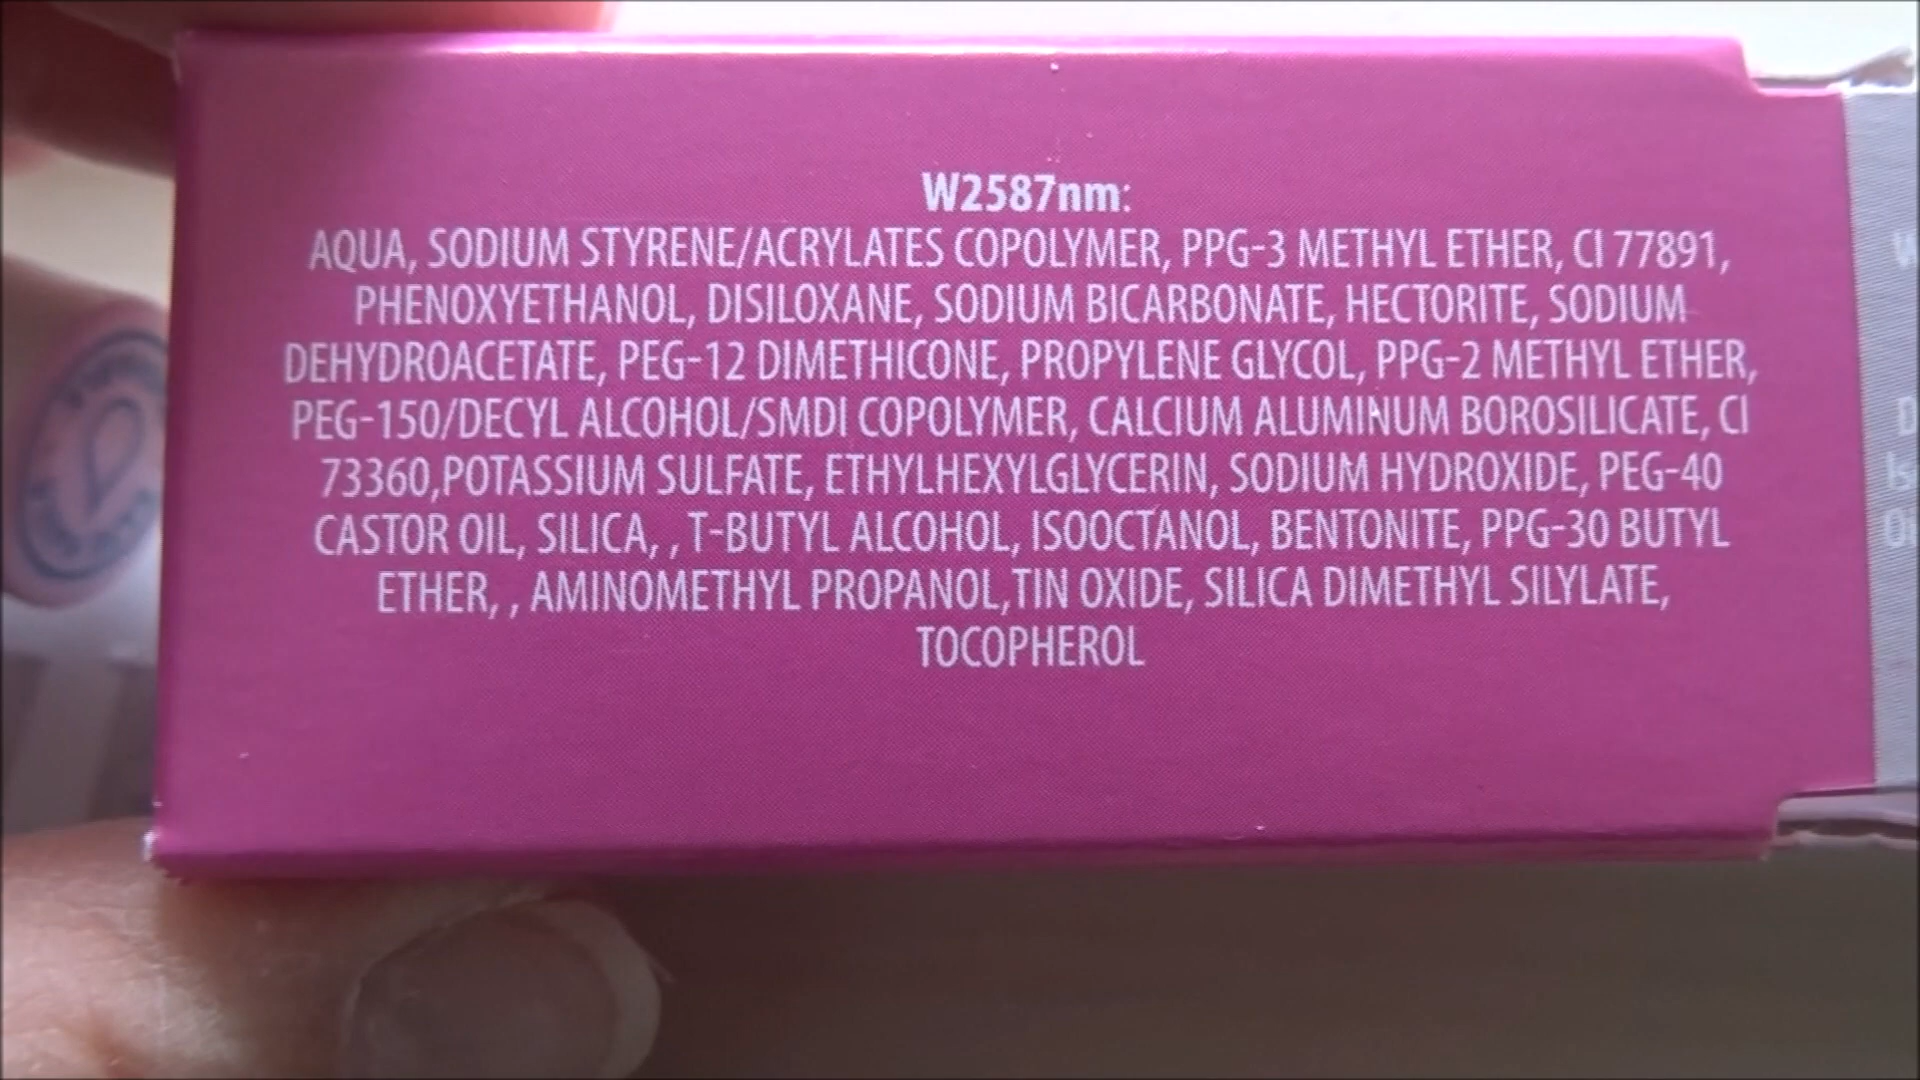 W2587nm:
AQUA, SODIUM STYRENE/ACRYLATES COPOLYMER, PPG-3 METHYL ETHER, CI 77891,
PHENOXYETHANOL, DISILOXANE, SODIUM BICARBONATE, HECTORITE, SODIUM
DEHYDROACETATE, PEG-12 DIMETHICONE, PROPYLENE GLYCOL, PPG-2 METHYL ETHER,
PEG-150/DECYL ALCOHOL/SMDI COPOLYMER, CALCIUM ALUMINUM BOROSILICATE, CI
73360,POTASSIUM SULFATE, ETHYLHEXYLGLYCERIN, SODIUM HYDROXIDE, PEG-40
CASTOR OIL, SILICA, , T-BUTYL ALCOHOL, ISOOCTANOL, BENTONITE, PPG-30 BUTYL
ETHER, , AMINOMETHYL PROPANOL,TIN OXIDE, SILICA DIMETHYL SILYLATE,
TOCOPHEROL